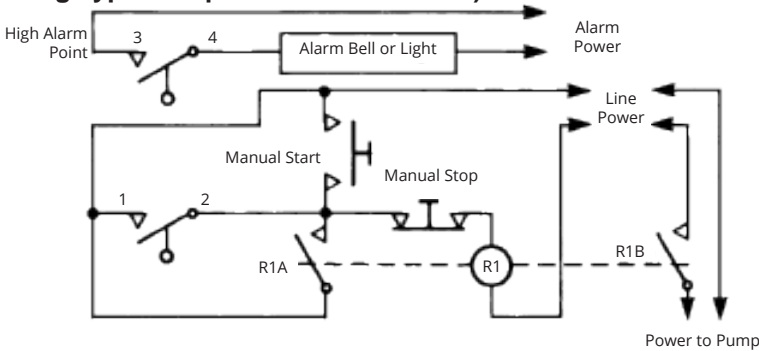 High Alarm
Point
3
4
Alarm Bell or Light
Alarm
Power
Line
Power
Manual Start
Manual Stop
1
2
R1A
R1
R1B
Power to Pump